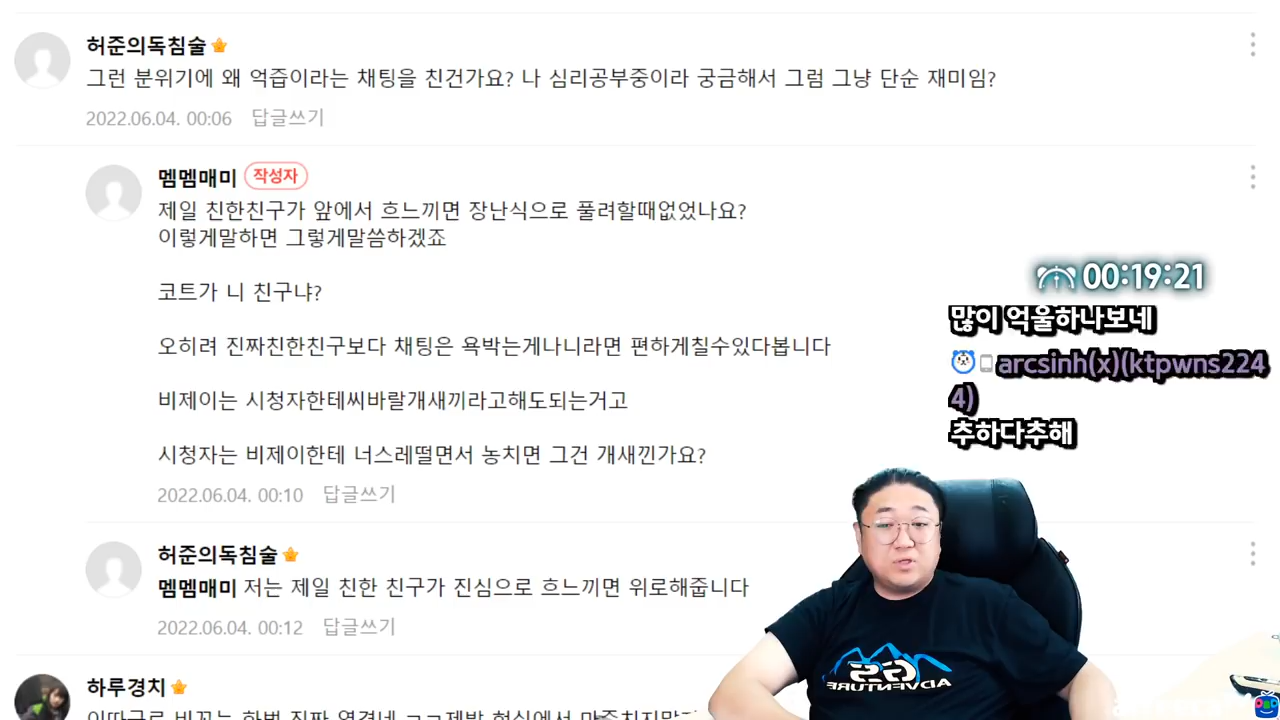 허준의독침술
그런 분위기에 왜 억즙이라는 채팅을 친건가요? 나 심리공부중이라 궁금해서 그럼 그냥 단순 재미임?
2022.06.04. 00:06 답글쓰기
멤멤매미 작성자
제일 친한친구가 앞에서 흐느끼면 장난식으로 풀려할때없었나요?
이렇게말하면 그렇게말씀하겠죠
코트가 니 친구냐?
오히려 진짜친한친구보다 채팅은 욕박는게나니라면 편하게칠수있다봅니다
비제이는 시청자한테씨바랄개새끼라고해도되는거고
시청자는 비제이한테 너스레떨면서 농치면 그건 개새낀가요?
2022.06.04. 00:10 답글쓰기
허준의독침술
멤멤매미 저는 제일 친한 친구가 진심으로 흐느끼면 위로해줍니다
2022.06.04. 00:12 답글쓰기
하루경치
00:19:21
많이 억울하나보네
arcsinh(x)(ktpwns224
4)
추하다추해
ADVENTURE